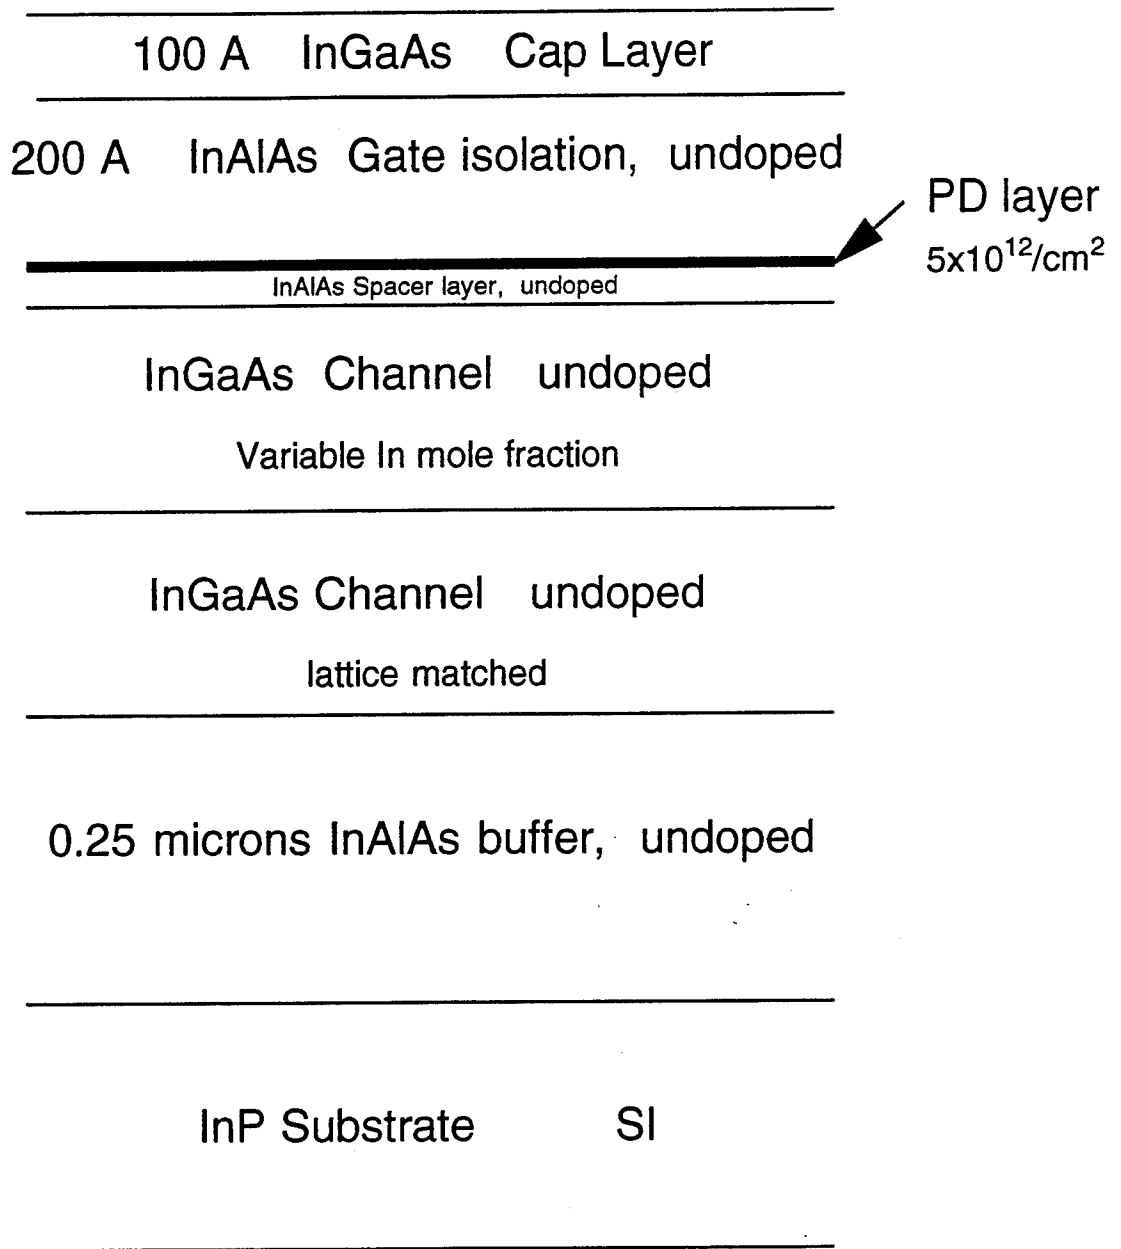 100 A InGaAs Cap Layer
200 A InAlAs Gate isolation, undoped
PD layer
5x10¹²/cm²
InAlAs Spacer layer, undoped
InGaAs Channel undoped
Variable In mole fraction
InGaAs Channel undoped
lattice matched
0.25 microns InAlAs buffer, undoped
InP Substrate SI